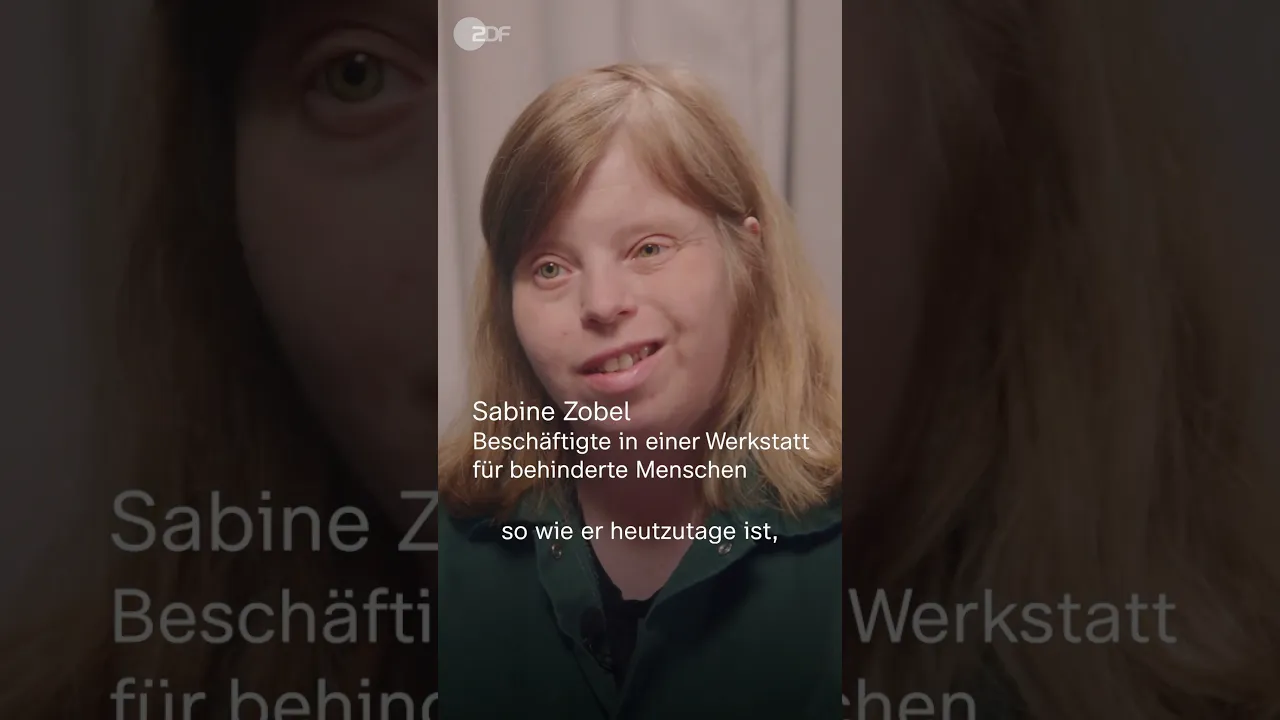 ZDF
Sabine Zobel
Beschäftigte in einer Werkstatt
für behinderte Menschen
so wie er heutzutage ist,
Sabine Z
Beschäfti
Werkstatt
für behind
chen